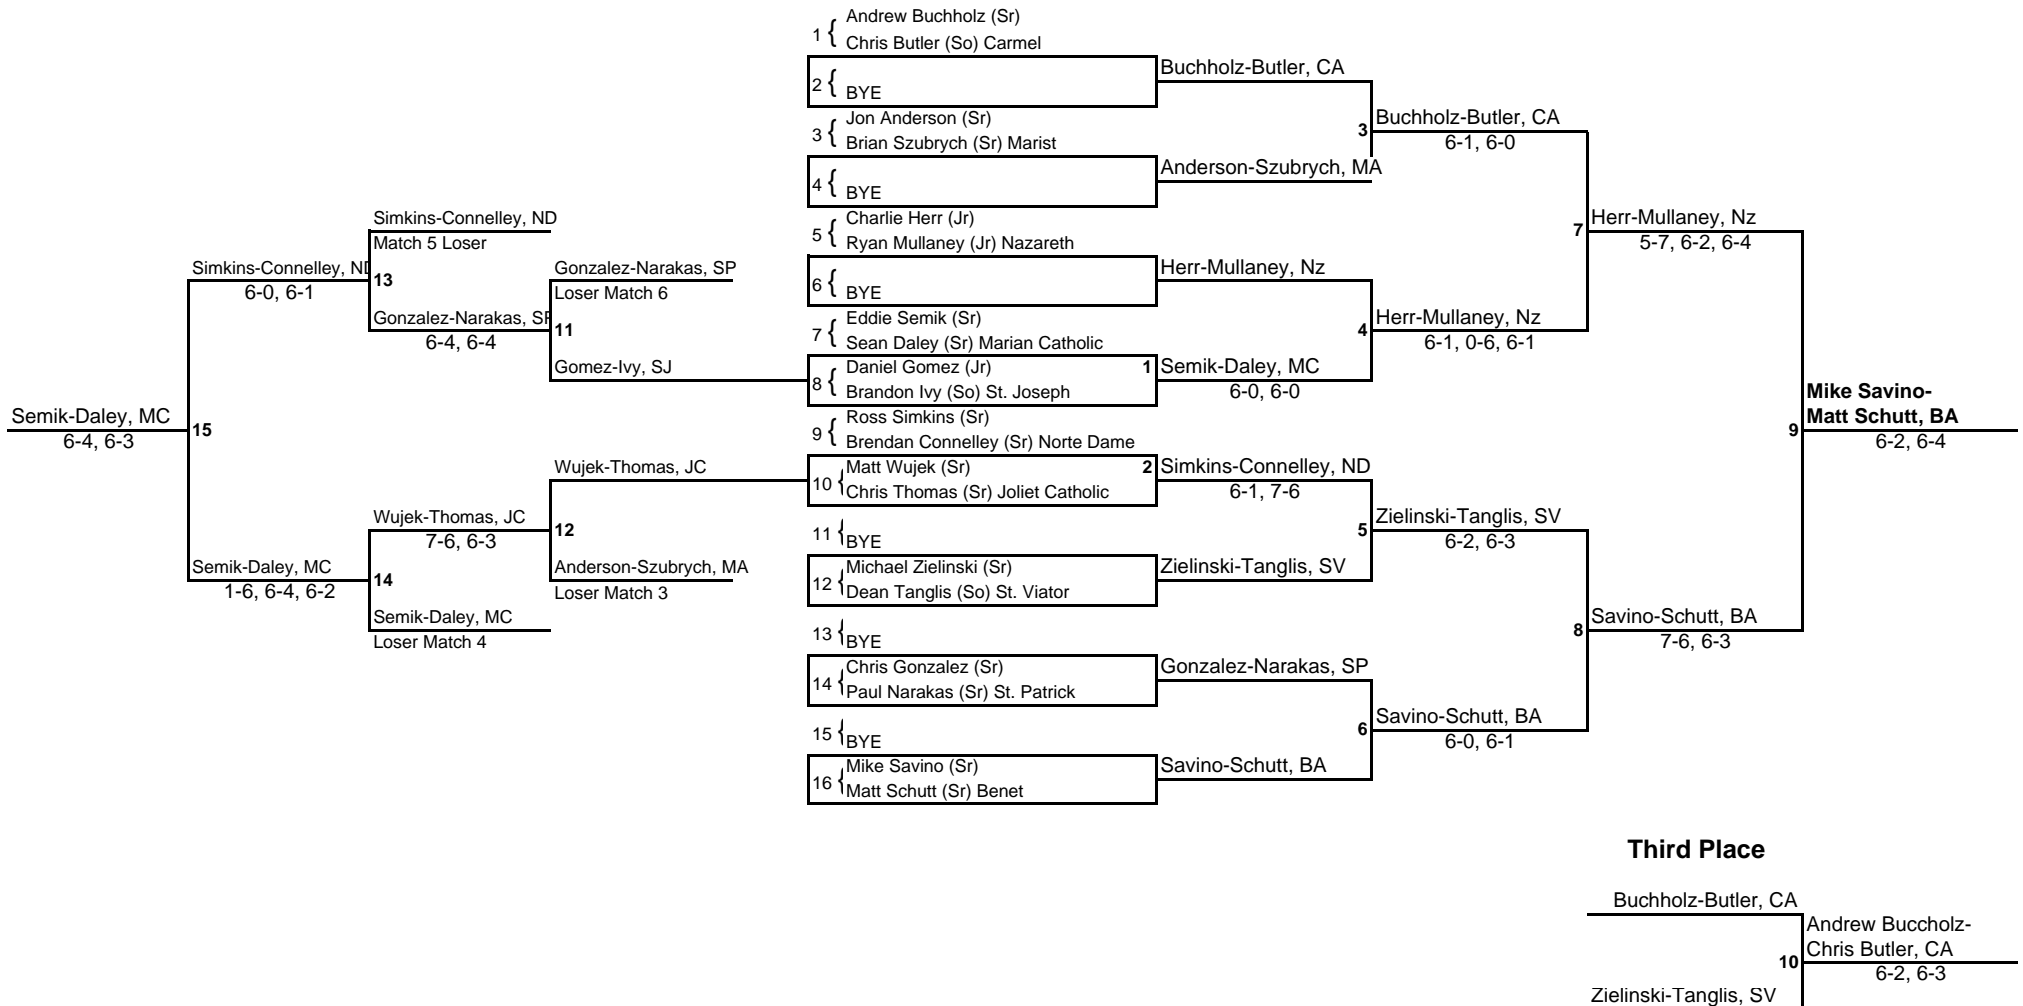 1 { Andrew Buchholz (Sr)
Chris Butler (So) Carmel
2 { BYE
3 { Jon Anderson (Sr)
Brian Szubrych (Sr) Marist
4 { BYE
5 { Charlie Herr (Jr)
Ryan Mullaney (Jr) Nazareth
6 { BYE
7 { Eddie Semik (Sr)
Sean Daley (Sr) Marian Catholic
8 { Daniel Gomez (Jr)
Brandon Ivy (So) St. Joseph
9 { Ross Simkins (Sr)
Brendan Connelley (Sr) Norte Dame
10 { Matt Wujek (Sr)
Chris Thomas (Sr) Joliet Catholic
11 { BYE
12 { Michael Zielinski (Sr)
Dean Tanglis (So) St. Viator
13 { BYE
14 { Chris Gonzalez (Sr)
Paul Narakas (Sr) St. Patrick
15 { BYE
16 { Mike Savino (Sr)
Matt Schutt (Sr) Benet
Buchholz-Butler, CA
Anderson-Szubrych, MA
Herr-Mullaney, Nz
1 Semik-Daley, MC
6-0, 6-0
2 Simkins-Connelley, ND
6-1, 7-6
Zielinski-Tanglis, SV
Gonzalez-Narakas, SP
Savino-Schutt, BA
3 Buchholz-Butler, CA
6-1, 6-0
4 Herr-Mullaney, Nz
6-1, 0-6, 6-1
5 Zielinski-Tanglis, SV
6-2, 6-3
6 Savino-Schutt, BA
6-0, 6-1
7 Herr-Mullaney, Nz
5-7, 6-2, 6-4
8 Savino-Schutt, BA
7-6, 6-3
9 Mike Savino-
Matt Schutt, BA
6-2, 6-4
Gonzalez-Narakas, SP
Loser Match 6
11
Gomez-Ivy, SJ
Wujek-Thomas, JC
12
Anderson-Szubrych, MA
Loser Match 3
Simkins-Connelley, ND
Match 5 Loser
13
Gonzalez-Narakas, SP
6-4, 6-4
Wujek-Thomas, JC
7-6, 6-3
14
Semik-Daley, MC
Loser Match 4
Simkins-Connelley, ND
6-0, 6-1
15
Semik-Daley, MC
1-6, 6-4, 6-2
Semik-Daley, MC
6-4, 6-3
Third Place
Buchholz-Butler, CA
10 Andrew Buccholz-
Chris Butler, CA
6-2, 6-3
Zielinski-Tanglis, SV